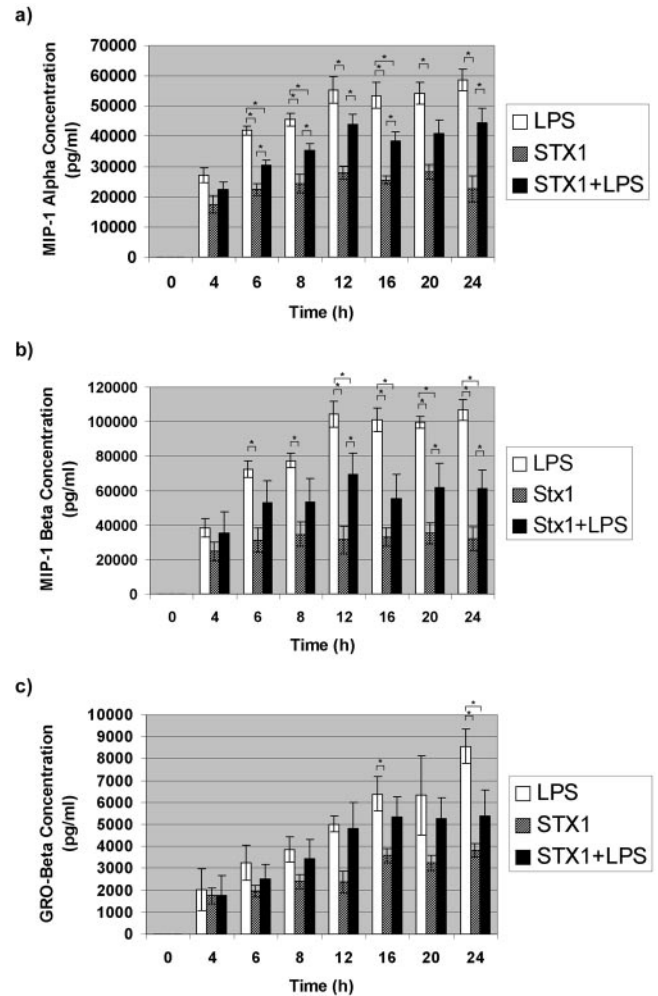 a)
MIP-1 Alpha Concentration
(pg/ml)
70000
60000
50000
40000
30000
20000
10000
0
0 4 6 8 12 16 20 24
Time (h)
* * * * * * * * * * * * * *
LPS
STX1
STX1+LPS
b)
MIP-1 Beta Concentration
(pg/ml)
120000
100000
80000
60000
40000
20000
0
0 4 6 8 12 16 20 24
Time (h)
* * * * * * * * * * * * *
LPS
Stx1
Stx1+LPS
c)
GRO-Beta Concentration
(pg/ml)
10000
9000
8000
7000
6000
5000
4000
3000
2000
1000
0
0 4 6 8 12 16 20 24
Time (h)
* * *
LPS
STX1
STX1+LPS